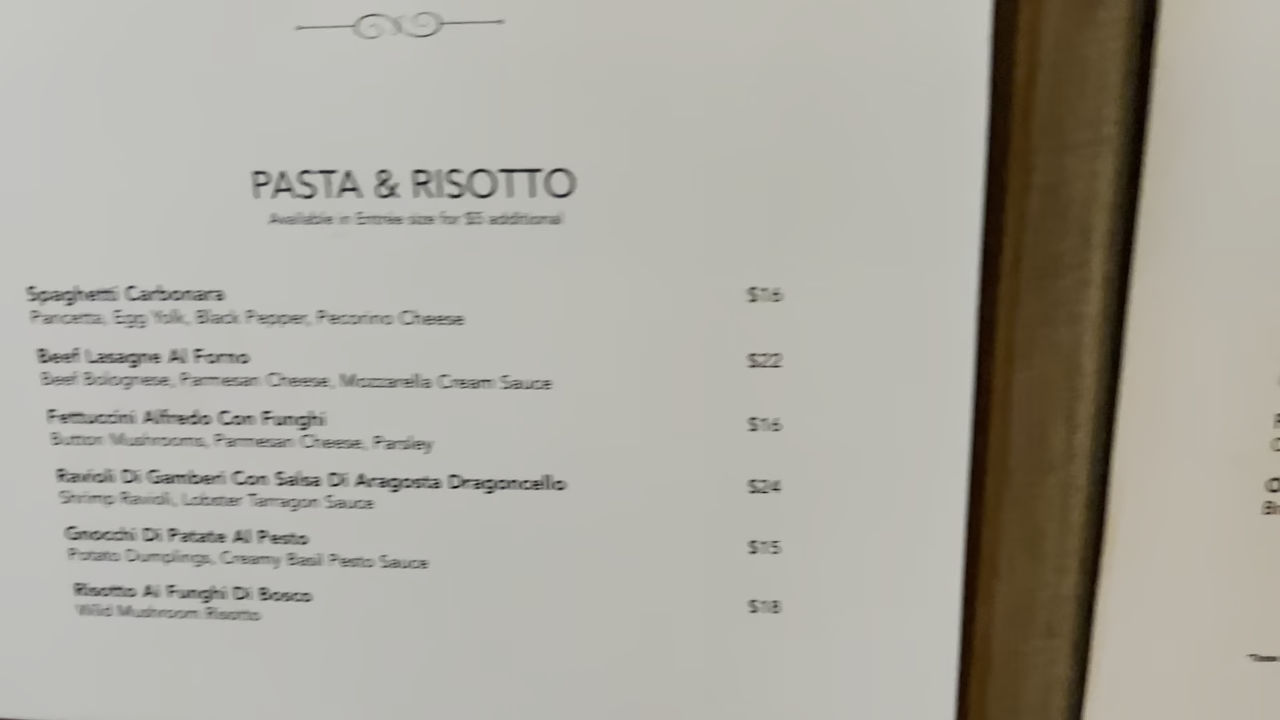 PASTA & RISOTTO
Available in Entrée size for $5 additional
Spaghetti Carbonara $16
Pancetta, Egg Yolk, Black Pepper, Pecorino Cheese
Beef Lasagne Al Forno $22
Beef Bolognese, Parmesan Cheese, Mozzarella Cream Sauce
Fettuccini Alfredo Con Funghi $16
Button Mushrooms, Parmesan Cheese, Parsley
Ravioli Di Gamberi Con Salsa Di Aragosta Dragoncello $24
Shrimp Ravioli, Lobster Tarragon Sauce
Gnocchi Di Patate Al Pesto $15
Potato Dumplings, Creamy Basil Pesto Sauce
Risotto Ai Funghi Di Bosco $18
Wild Mushroom Risotto